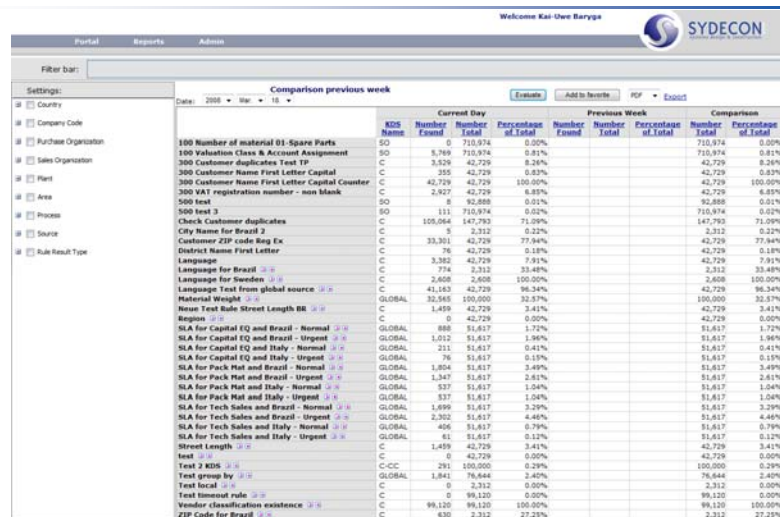 Welcome Kai-Uwe Baryga
SYDECON
Portal Reports Admin
Filter bar:
Settings:
Country
Company Code
Purchase Organization
Sales Organization
Plant
Area
Process
Source
Rule Result Type
Comparison previous week
Date: 2008 Mar. 10. Evaluate Add to favorite PDF Export
Current Day Previous Week Comparison
KDS Name Number Found Number Total Percentage of Total Number Found Number Total Percentage of Total Number Total Percentage of Total
100 Number of material 01-Spare Parts SO 0 710,974 0.00% 710,974 0.00%
100 Valuation Class & Account Assignment SO 5,769 710,974 0.81% 710,974 0.81%
300 Customer duplicates Test TP C 3,529 42,729 8.26% 42,729 8.26%
300 Customer Name First Letter Capital C 355 42,729 0.83% 42,729 0.83%
300 Customer Name First Letter Capital Counter C 42,729 42,729 100.00% 42,729 100.00%
300 VAT registration number - non blank C 2,927 42,729 6.85% 42,729 6.85%
500 test SO 8 92,888 0.01% 92,888 0.01%
500 test 3 SO 111 710,974 0.02% 710,974 0.02%
Check Customer duplicates C 105,064 147,793 71.09% 147,793 71.09%
City Name for Brazil 2 C 5 2,312 0.22% 2,312 0.22%
Customer ZIP code Reg Ex C 33,301 42,729 77.94% 42,729 77.94%
District Name First Letter C 76 42,729 0.18% 42,729 0.18%
Language C 3,382 42,729 7.91% 42,729 7.91%
Language for Brazil C 774 2,312 33.48% 2,312 33.48%
Language for Sweden C 2,608 2,608 100.00% 2,608 100.00%
Language Test from global source C 41,163 42,729 96.34% 42,729 96.34%
Material Weight GLOBAL 32,565 100,000 32.57% 100,000 32.57%
Neue Test Rule Street Length BR C 1,459 42,729 3.41% 42,729 3.41%
Region C 0 42,729 0.00% 42,729 0.00%
SLA for Capital EQ and Brazil - Normal GLOBAL 888 51,617 1.72% 51,617 1.72%
SLA for Capital EQ and Brazil - Urgent GLOBAL 1,012 51,617 1.96% 51,617 1.96%
SLA for Capital EQ and Italy - Normal GLOBAL 211 51,617 0.41% 51,617 0.41%
SLA for Capital EQ and Italy - Urgent GLOBAL 76 51,617 0.15% 51,617 0.15%
SLA for Pack Mat and Brazil - Normal GLOBAL 1,804 51,617 3.49% 51,617 3.49%
SLA for Pack Mat and Brazil - Urgent GLOBAL 1,347 51,617 2.61% 51,617 2.61%
SLA for Pack Mat and Italy - Normal GLOBAL 537 51,617 1.04% 51,617 1.04%
SLA for Pack Mat and Italy - Urgent GLOBAL 537 51,617 1.04% 51,617 1.04%
SLA for Tech Sales and Brazil - Normal GLOBAL 1,699 51,617 3.29% 51,617 3.29%
SLA for Tech Sales and Brazil - Urgent GLOBAL 2,302 51,617 4.46% 51,617 4.46%
SLA for Tech Sales and Italy - Normal GLOBAL 406 51,617 0.79% 51,617 0.79%
SLA for Tech Sales and Italy - Urgent GLOBAL 61 51,617 0.12% 51,617 0.12%
Street Length C 1,459 42,729 3.41% 42,729 3.41%
test C 0 42,729 0.00% 42,729 0.00%
Test 2 KDS C-CC 291 100,000 0.29% 100,000 0.29%
Test group by GLOBAL 1,841 76,644 2.40% 76,644 2.40%
Test local C 0 2,312 0.00% 2,312 0.00%
Test timeout rule C 0 99,120 0.00% 99,120 0.00%
Vendor classification existence C 99,120 99,120 100.00% 99,120 100.00%
ZIP Code for Brazil C 630 2,312 27.25% 2,312 27.25%